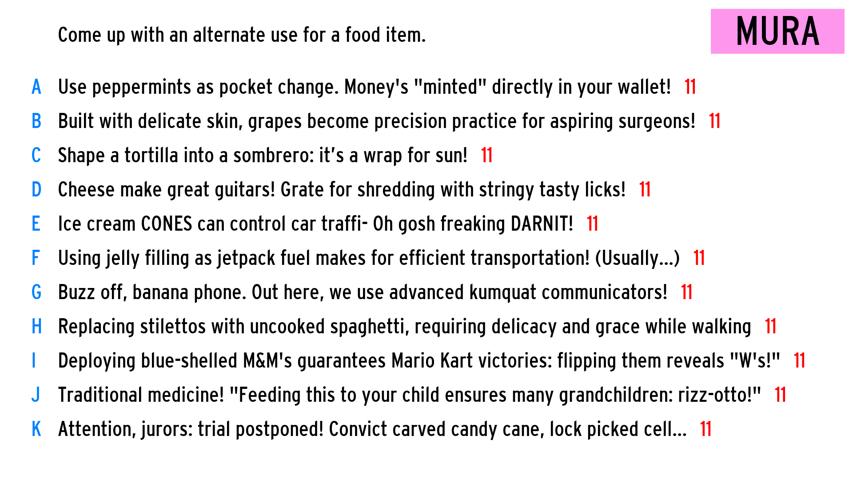 Come up with an alternate use for a food item.
MURA
A Use peppermints as pocket change. Money's "minted" directly in your wallet! 11
B Built with delicate skin, grapes become precision practice for aspiring surgeons! 11
C Shape a tortilla into a sombrero: it’s a wrap for sun! 11
D Cheese make great guitars! Grate for shredding with stringy tasty licks! 11
E Ice cream CONES can control car traffi- Oh gosh freaking DARNIT! 11
F Using jelly filling as jetpack fuel makes for efficient transportation! (Usually...) 11
G Buzz off, banana phone. Out here, we use advanced kumquat communicators! 11
H Replacing stilettos with uncooked spaghetti, requiring delicacy and grace while walking 11
I Deploying blue-shelled M&M's guarantees Mario Kart victories: flipping them reveals "W's!" 11
J Traditional medicine! "Feeding this to your child ensures many grandchildren: rizz-otto!" 11
K Attention, jurors: trial postponed! Convict carved candy cane, lock picked cell... 11